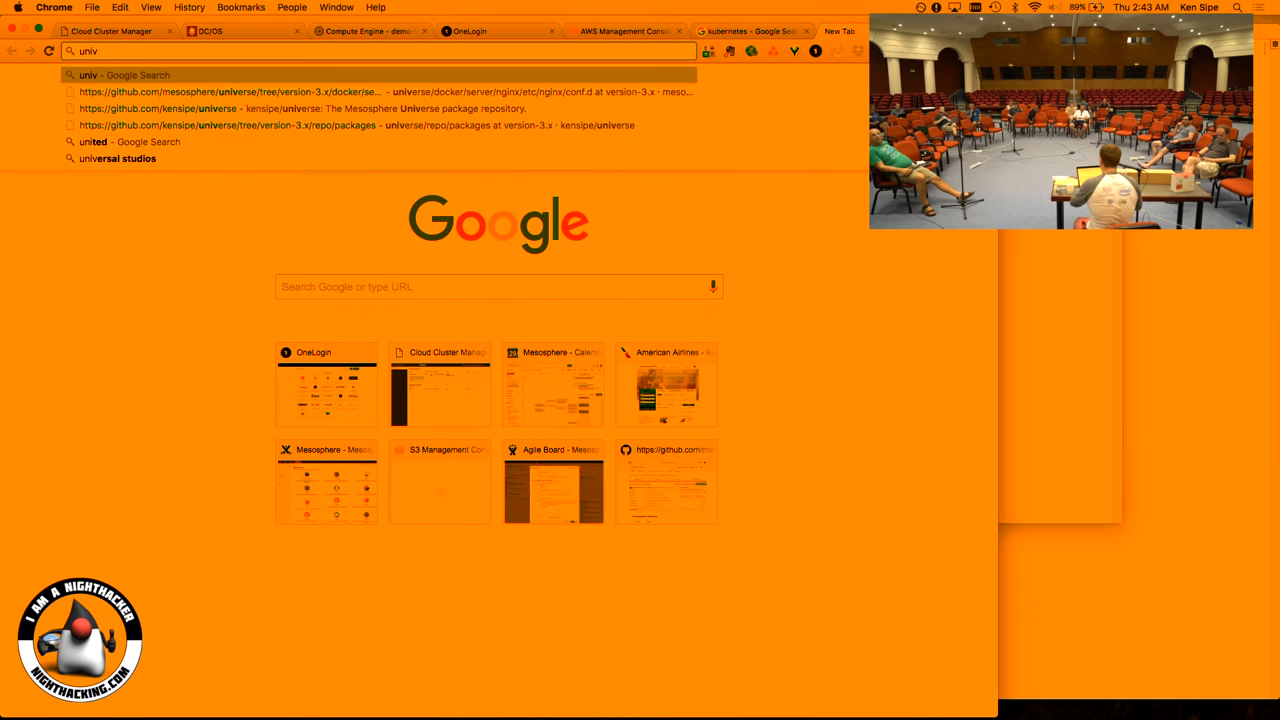 Chrome File Edit View History Bookmarks People Window Help 89% Thu 2:43 AM Ken Sipe
Cloud Cluster Manager DC/OS Compute Engine - demo- OneLogin AWS Management Conso kubernetes - Google Sear New Tab
univ
univ - Google Search
https://github.com/mesosphere/universe/tree/version-3.x/docker/se... - universe/docker/server/nginx/etc/nginx/conf.d at version-3.x · meso...
https://github.com/kensipe/universe - kensipe/universe: The Mesosphere Universe package repository.
https://github.com/kensipe/universe/tree/version-3.x/repo/packages - universe/repo/packages at version-3.x · kensipe/universe
united - Google Search
universal studios
Google
Search Google or type URL
OneLogin Cloud Cluster Manag Mesosphere - Calen American Airlines - A
Mesosphere - Mesos S3 Management Con Agile Board - Mesosp https://github.com/me
I AM A NIGHTHACKER
NIGHTHACKING.COM